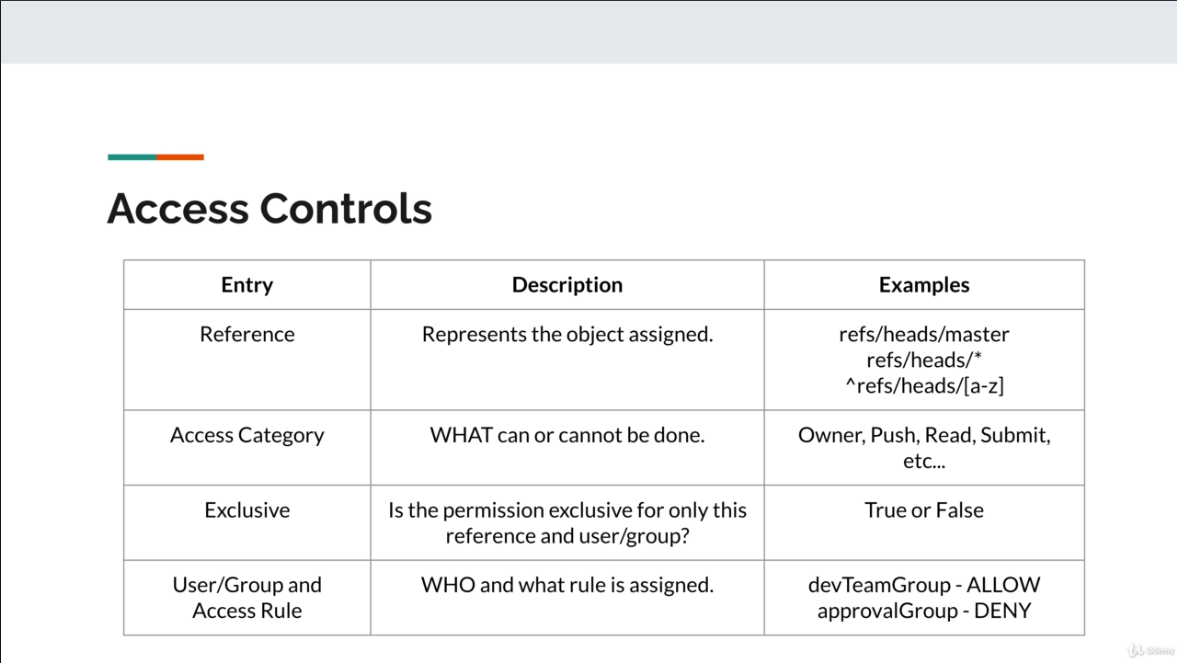 Access Controls
Entry
Description
Examples
Reference
Represents the object assigned.
refs/heads/master
refs/heads/*
^refs/heads/[a-z]
Access Category
WHAT can or cannot be done.
Owner, Push, Read, Submit,
etc...
Exclusive
Is the permission exclusive for only this
reference and user/group?
True or False
User/Group and
Access Rule
WHO and what rule is assigned.
devTeamGroup - ALLOW
approvalGroup - DENY
Udemy